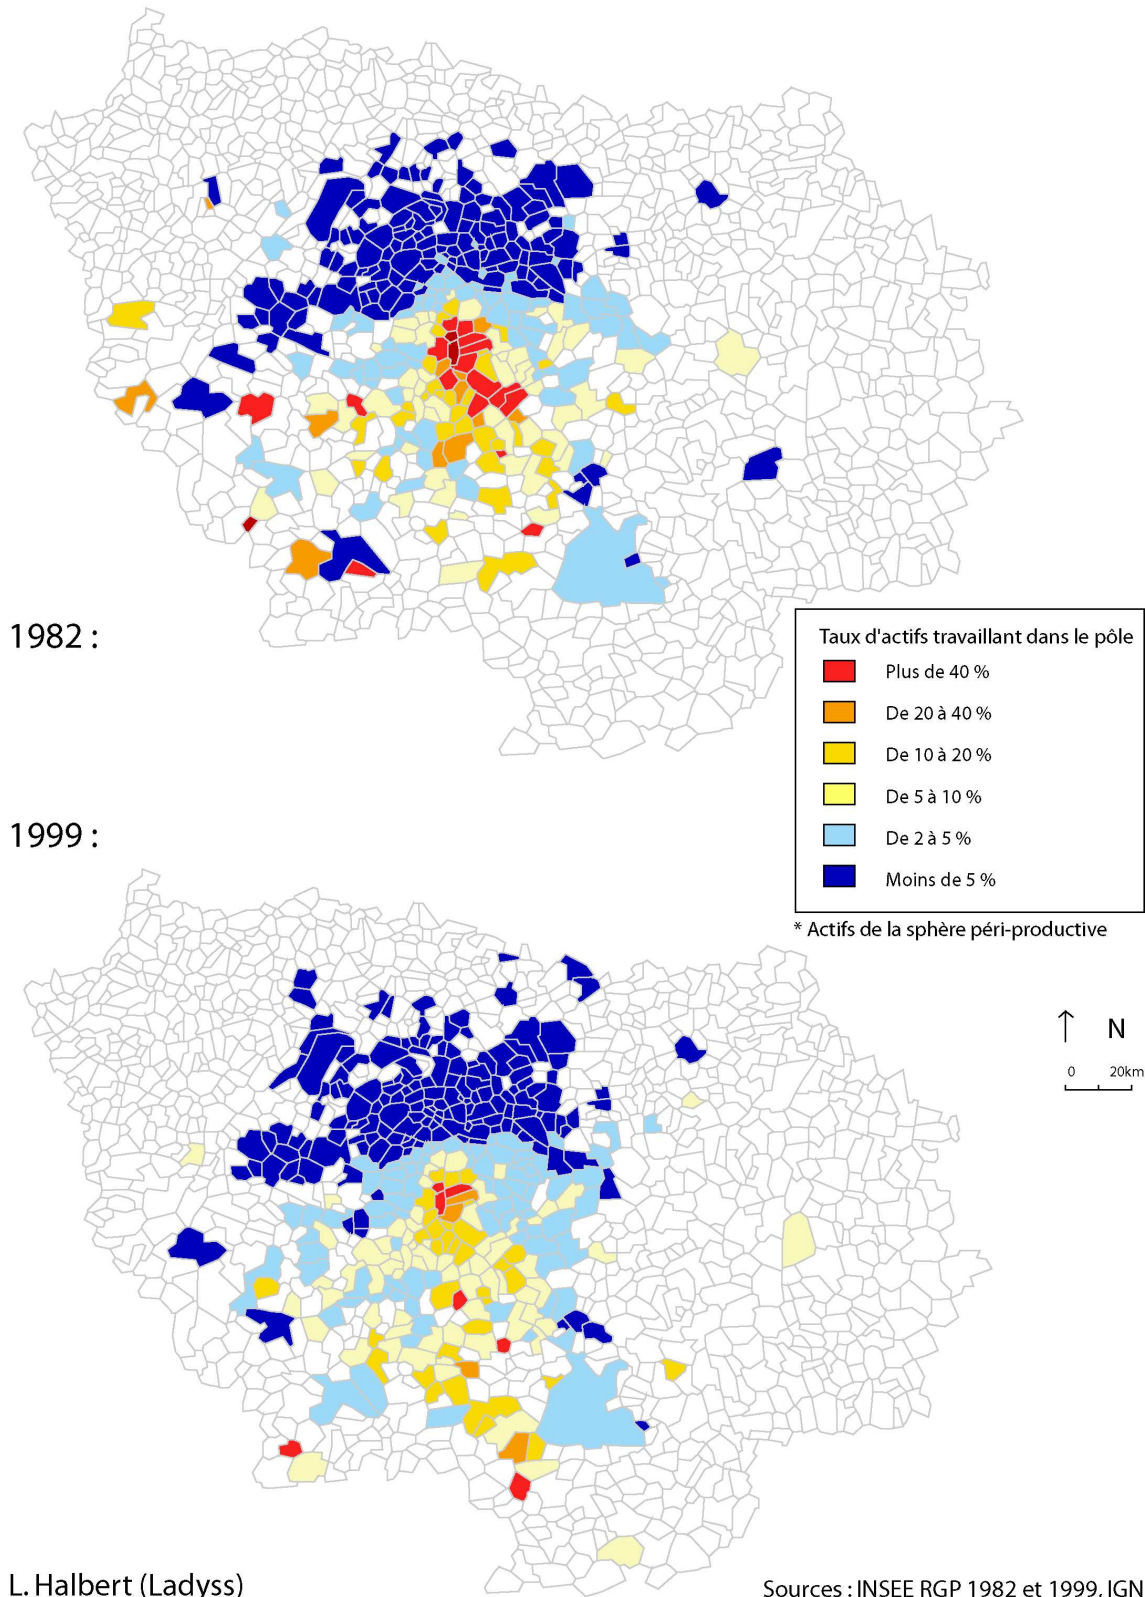 1982 :
Taux d'actifs travaillant dans le pôle
Plus de 40 %
De 20 à 40 %
De 10 à 20 %
De 5 à 10 %
De 2 à 5 %
Moins de 5 %
* Actifs de la sphère péri-productive
1999 :
N
0 20km
L. Halbert (Ladyss)
Sources : INSEE RGP 1982 et 1999, IGN